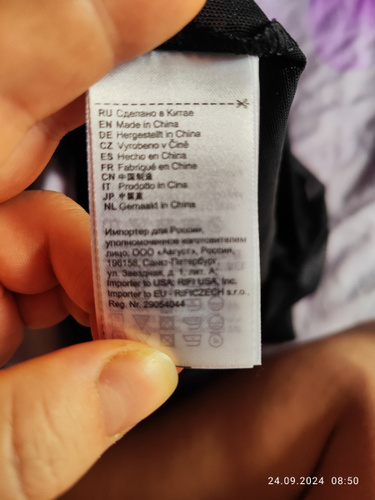 RU Сделано в Китае
EN Made in China
DE Hergestellt in China
CZ Vyrobeno v Číně
ES Hecho en China
FR Fabriqué en Chine
CN 中国制造
IT Prodotto in Cina
JP 中国産
NL Gemaakt in China
Импортер для России,
уполномоченное изготовителем
лицо: ООО «Август», Россия,
196158, Санкт-Петербург,
ул. Звездная, д. 1, лит. А;
Importer to USA: RIFI USA, Inc.
Importer to EU - RIFICZECH s.r.o.,
Reg. Nr. 29054044
24.09.2024 08:50